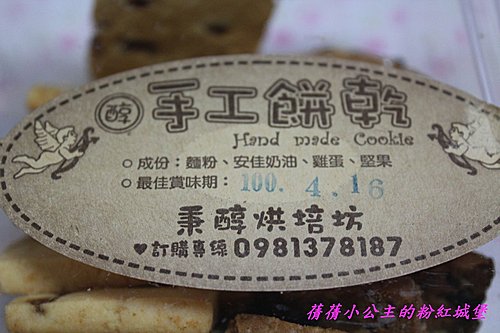 醇 手工餅乾
Hand made Cookie
○成份：麵粉、安佳奶油、雞蛋、堅果
○最佳賞味期：100. 4.16
秉醇烘培坊
♥訂購專線 0981378187
蓓蓓小公主的粉紅城堡